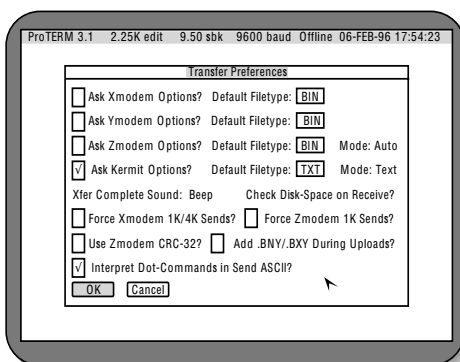 ProTERM 3.1 2.25K edit 9.50 sbk 9600 baud Offline 06-FEB-96 17:54:23
Transfer Preferences
Ask Xmodem Options? Default Filetype: BIN
Ask Ymodem Options? Default Filetype: BIN
Ask Zmodem Options? Default Filetype: BIN Mode: Auto
√ Ask Kermit Options? Default Filetype: TXT Mode: Text
Xfer Complete Sound: Beep Check Disk-Space on Receive?
Force Xmodem 1K/4K Sends? Force Zmodem 1K Sends?
Use Zmodem CRC-32? Add .BNY/.BXY During Uploads?
√ Interpret Dot-Commands in Send ASCII?
OK Cancel